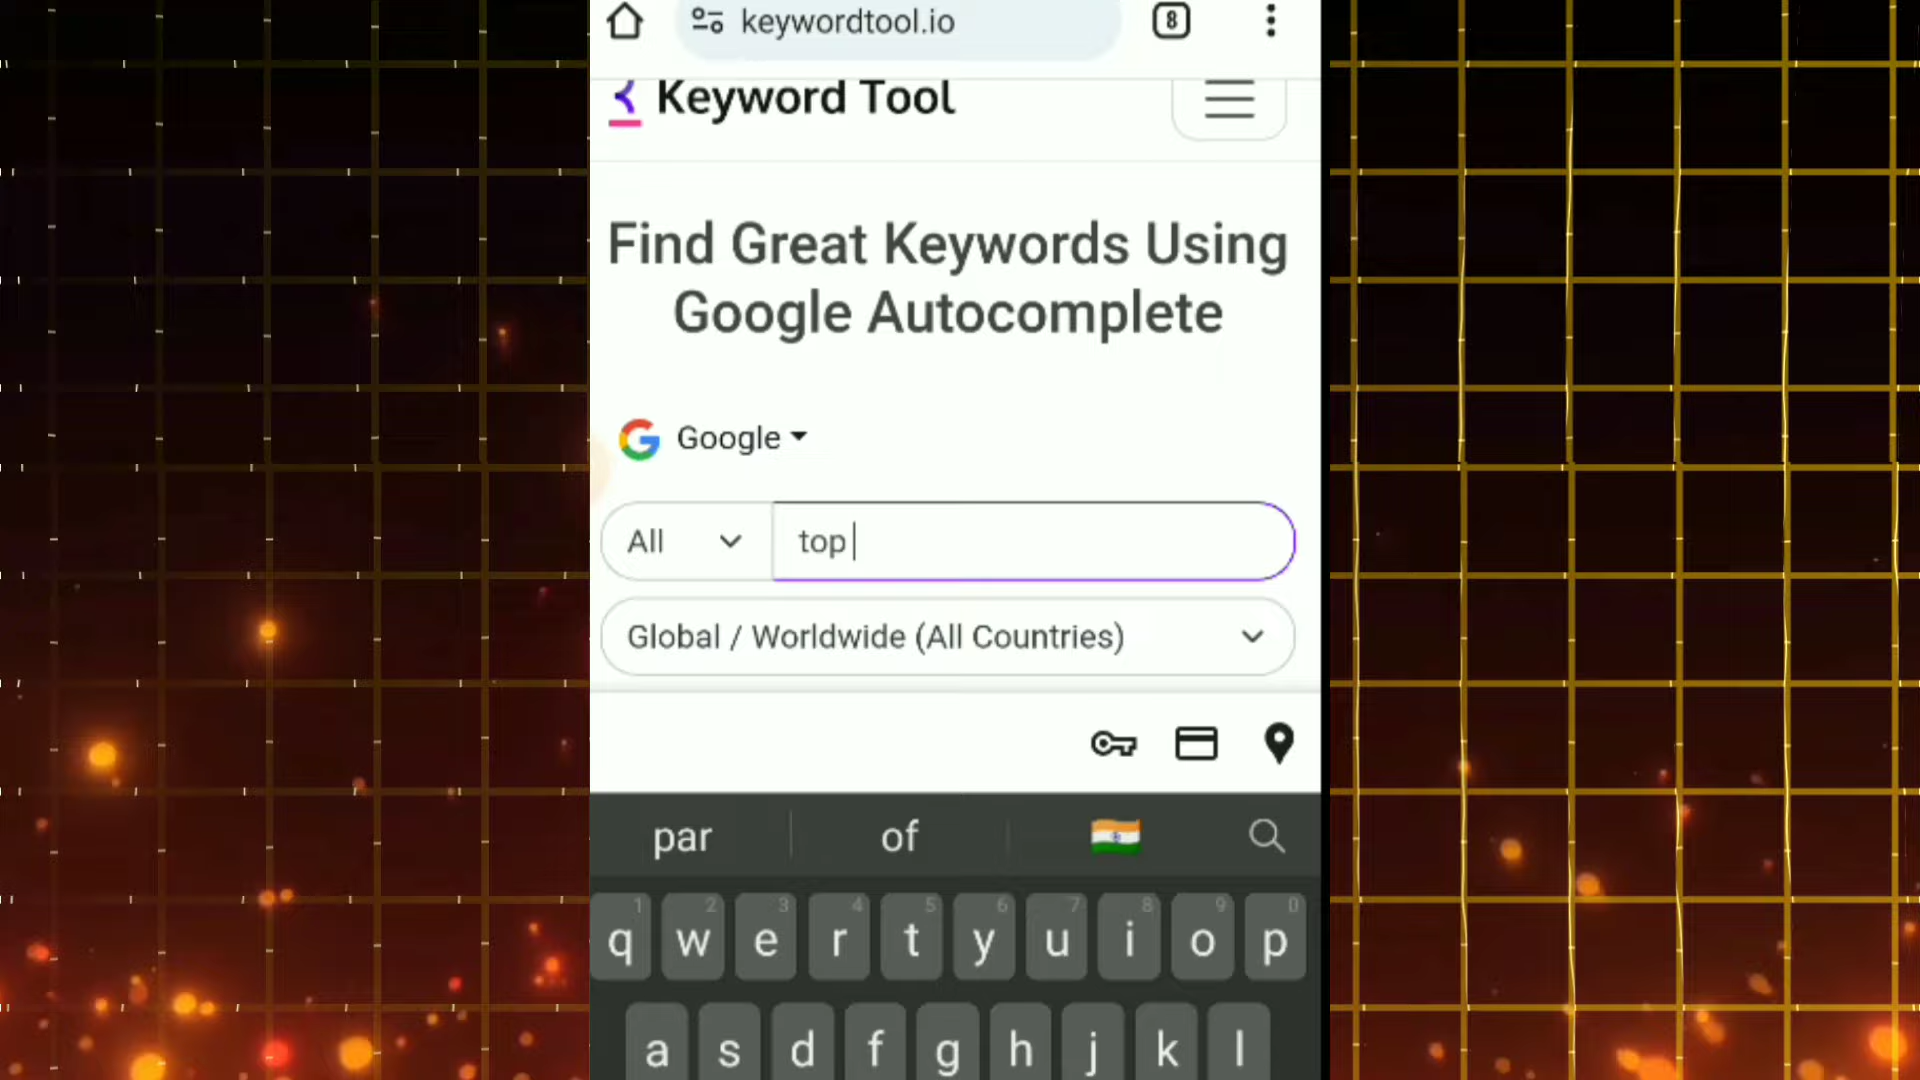 keywordtool.io
8
Keyword Tool
Find Great Keywords Using
Google Autocomplete
Google
All
top
Global / Worldwide (All Countries)
par of 🇮🇳
1 2 3 4 5 6 7 8 9 0
q w e r t y u i o p
a s d f g h j k l